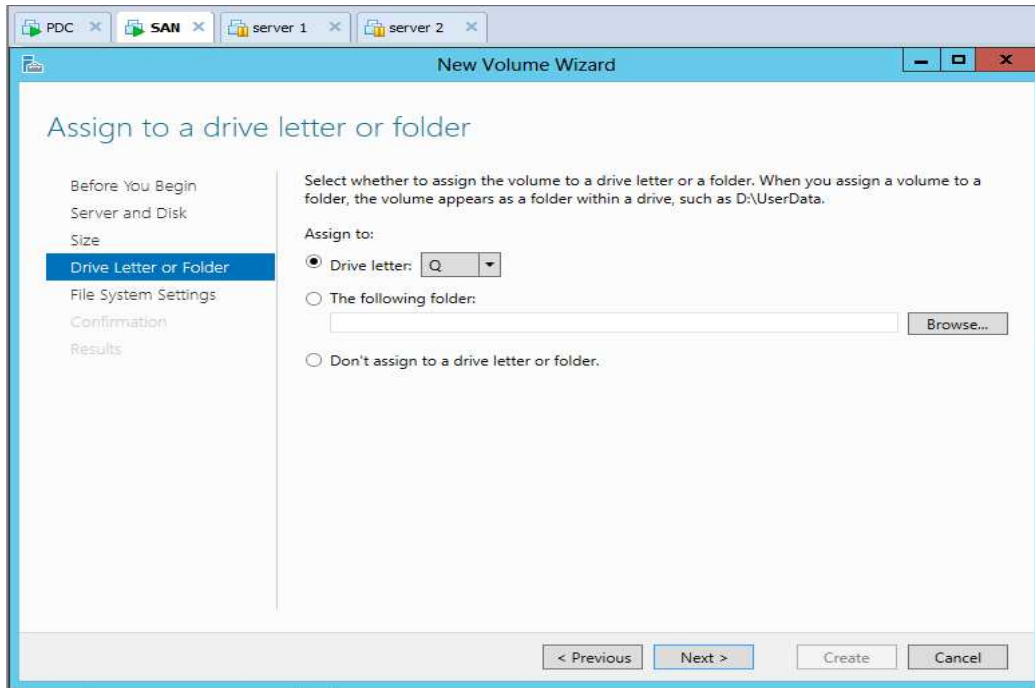 PDC
SAN
server 1
server 2
New Volume Wizard
Assign to a drive letter or folder
Before You Begin
Server and Disk
Size
Drive Letter or Folder
File System Settings
Confirmation
Results
Select whether to assign the volume to a drive letter or a folder. When you assign a volume to a
folder, the volume appears as a folder within a drive, such as D:\UserData.
Assign to:
Drive letter: Q
The following folder:
Browse...
Don't assign to a drive letter or folder.
< Previous
Next >
Create
Cancel